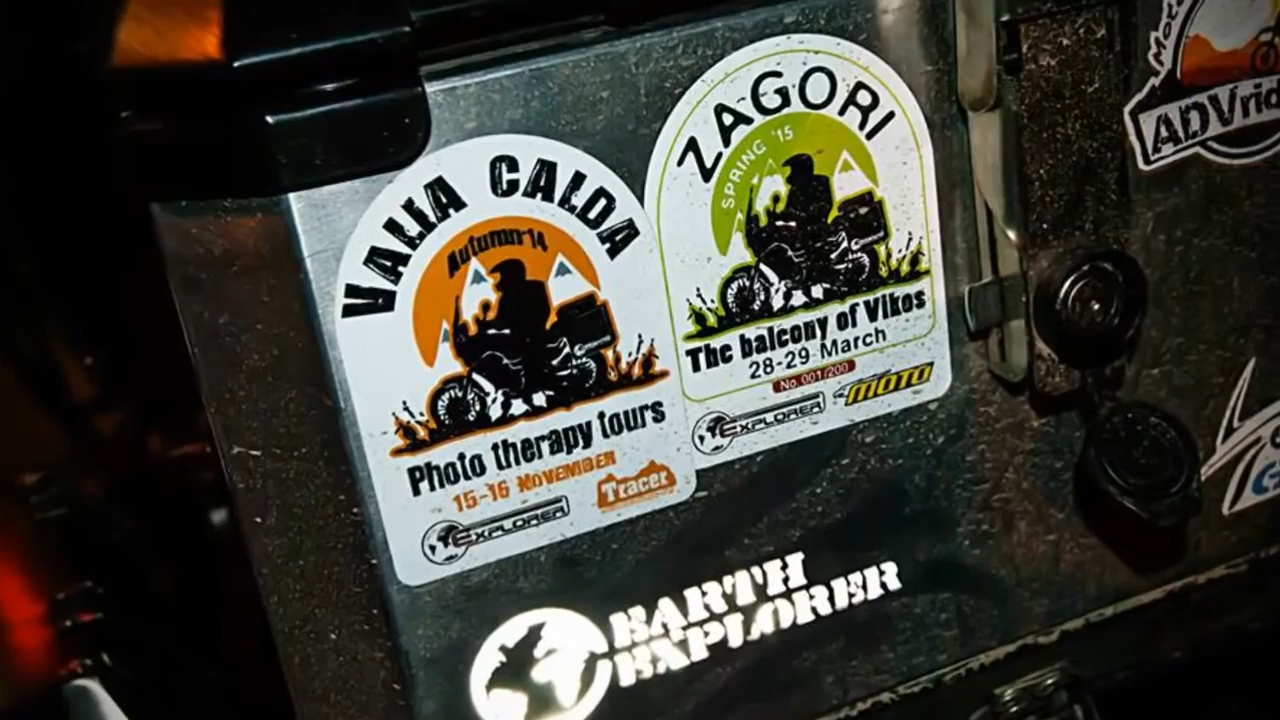 VALIA CALDA
Autumn '14
Photo therapy tours
15-16 NOVEMBER
Tracer
EXPLORER
ZAGORI
SPRING '15
The balcony of Vikos
28-29 March
No 001/200
EXPLORER
MOTO
EARTH
EXPLORER
ADVrid